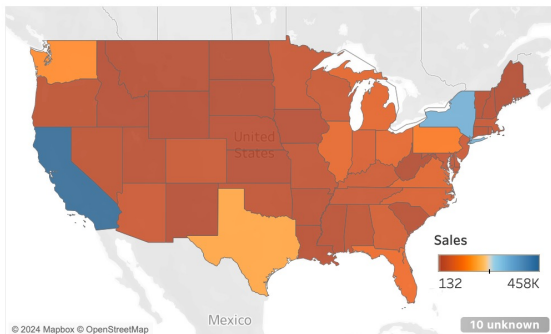 United
States
Sales
132 458K
Mexico
© 2024 Mapbox © OpenStreetMap
10 unknown